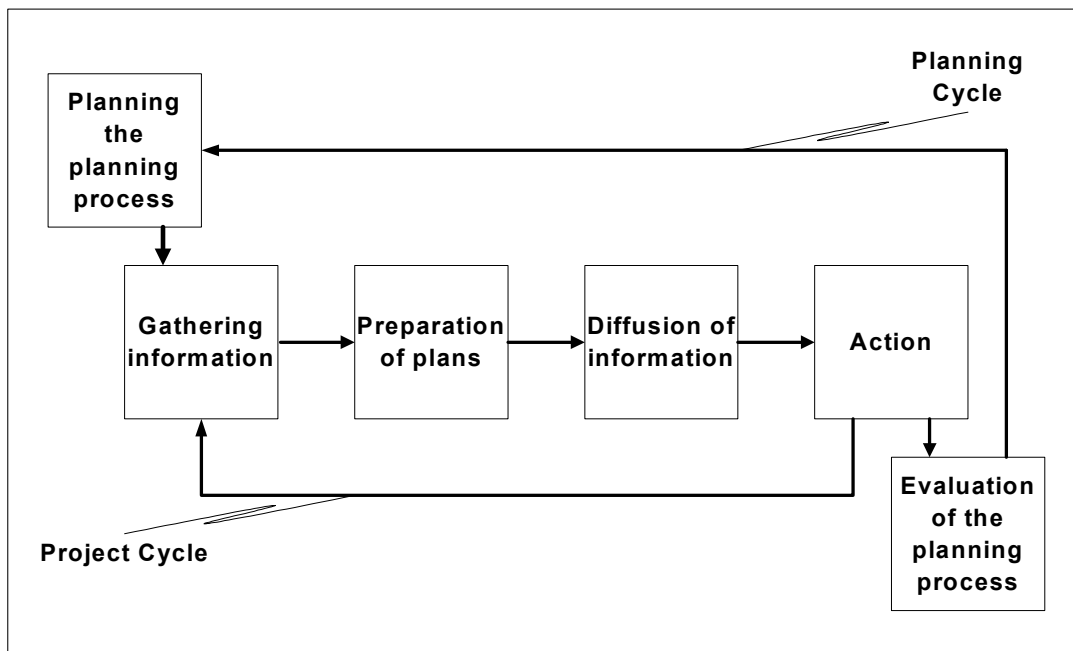 Planning
Cycle
Planning
the
planning
process
Gathering
information
Preparation
of plans
Diffusion of
information
Action
Evaluation
of the
planning
process
Project Cycle